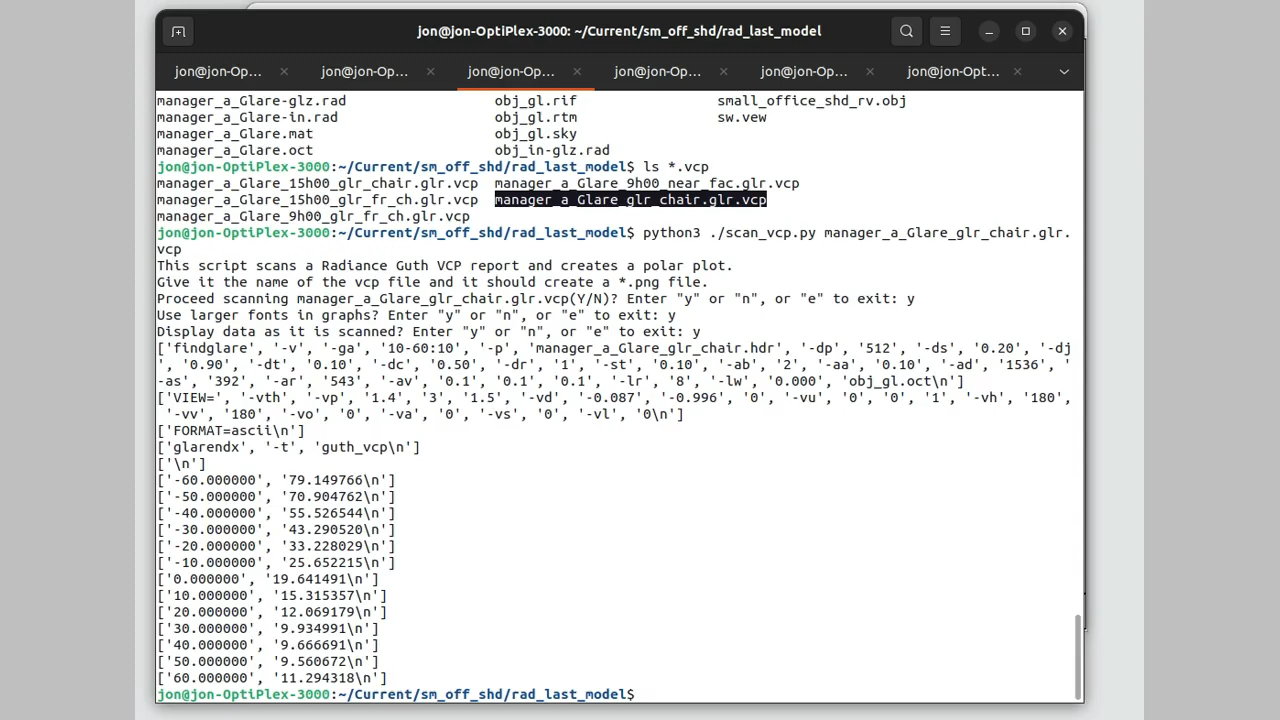 jon@jon-OptiPlex-3000: ~/Current/sm_off_shd/rad_last_model
jon@jon-Op... jon@jon-Op... jon@jon-Op... jon@jon-Op... jon@jon-Op... jon@jon-Opt...
manager_a_Glare-glz.rad obj_gl.rif small_office_shd_rv.obj
manager_a_Glare-in.rad obj_gl.rtm sw.vew
manager_a_Glare.mat obj_gl.sky
manager_a_Glare.oct obj_in-glz.rad
jon@jon-OptiPlex-3000:~/Current/sm_off_shd/rad_last_model$ ls *.vcp
manager_a_Glare_15h00_glr_chair.glr.vcp manager_a_Glare_9h00_near_fac.glr.vcp
manager_a_Glare_15h00_glr_fr_ch.glr.vcp manager_a_Glare_glr_chair.glr.vcp
manager_a_Glare_9h00_glr_fr_ch.glr.vcp
jon@jon-OptiPlex-3000:~/Current/sm_off_shd/rad_last_model$ python3 ./scan_vcp.py manager_a_Glare_glr_chair.glr.
vcp
This script scans a Radiance Guth VCP report and creates a polar plot.
Give it the name of the vcp file and it should create a *.png file.
Proceed scanning manager_a_Glare_glr_chair.glr.vcp(Y/N)? Enter "y" or "n", or "e" to exit: y
Use larger fonts in graphs? Enter "y" or "n", or "e" to exit: y
Display data as it is scanned? Enter "y" or "n", or "e" to exit: y
['findglare', '-v', '-ga', '10-60:10', '-p', 'manager_a_Glare_glr_chair.hdr', '-dp', '512', '-ds', '0.20', '-dj
', '0.90', '-dt', '0.10', '-dc', '0.50', '-dr', '1', '-st', '0.10', '-ab', '2', '-aa', '0.10', '-ad', '1536', '
-as', '392', '-ar', '543', '-av', '0.1', '0.1', '0.1', '-lr', '8', '-lw', '0.000', 'obj_gl.oct\n']
['VIEW=', '-vth', '-vp', '1.4', '3', '1.5', '-vd', '-0.087', '-0.996', '0', '-vu', '0', '0', '1', '-vh', '180',
 '-vv', '180', '-vo', '0', '-va', '0', '-vs', '0', '-vl', '0\n']
['FORMAT=ascii\n']
['glarendx', '-t', 'guth_vcp\n']
['\n']
['-60.000000', '79.149766\n']
['-50.000000', '70.904762\n']
['-40.000000', '55.526544\n']
['-30.000000', '43.290520\n']
['-20.000000', '33.228029\n']
['-10.000000', '25.652215\n']
['0.000000', '19.641491\n']
['10.000000', '15.315357\n']
['20.000000', '12.069179\n']
['30.000000', '9.934991\n']
['40.000000', '9.666691\n']
['50.000000', '9.560672\n']
['60.000000', '11.294318\n']
jon@jon-OptiPlex-3000:~/Current/sm_off_shd/rad_last_model$